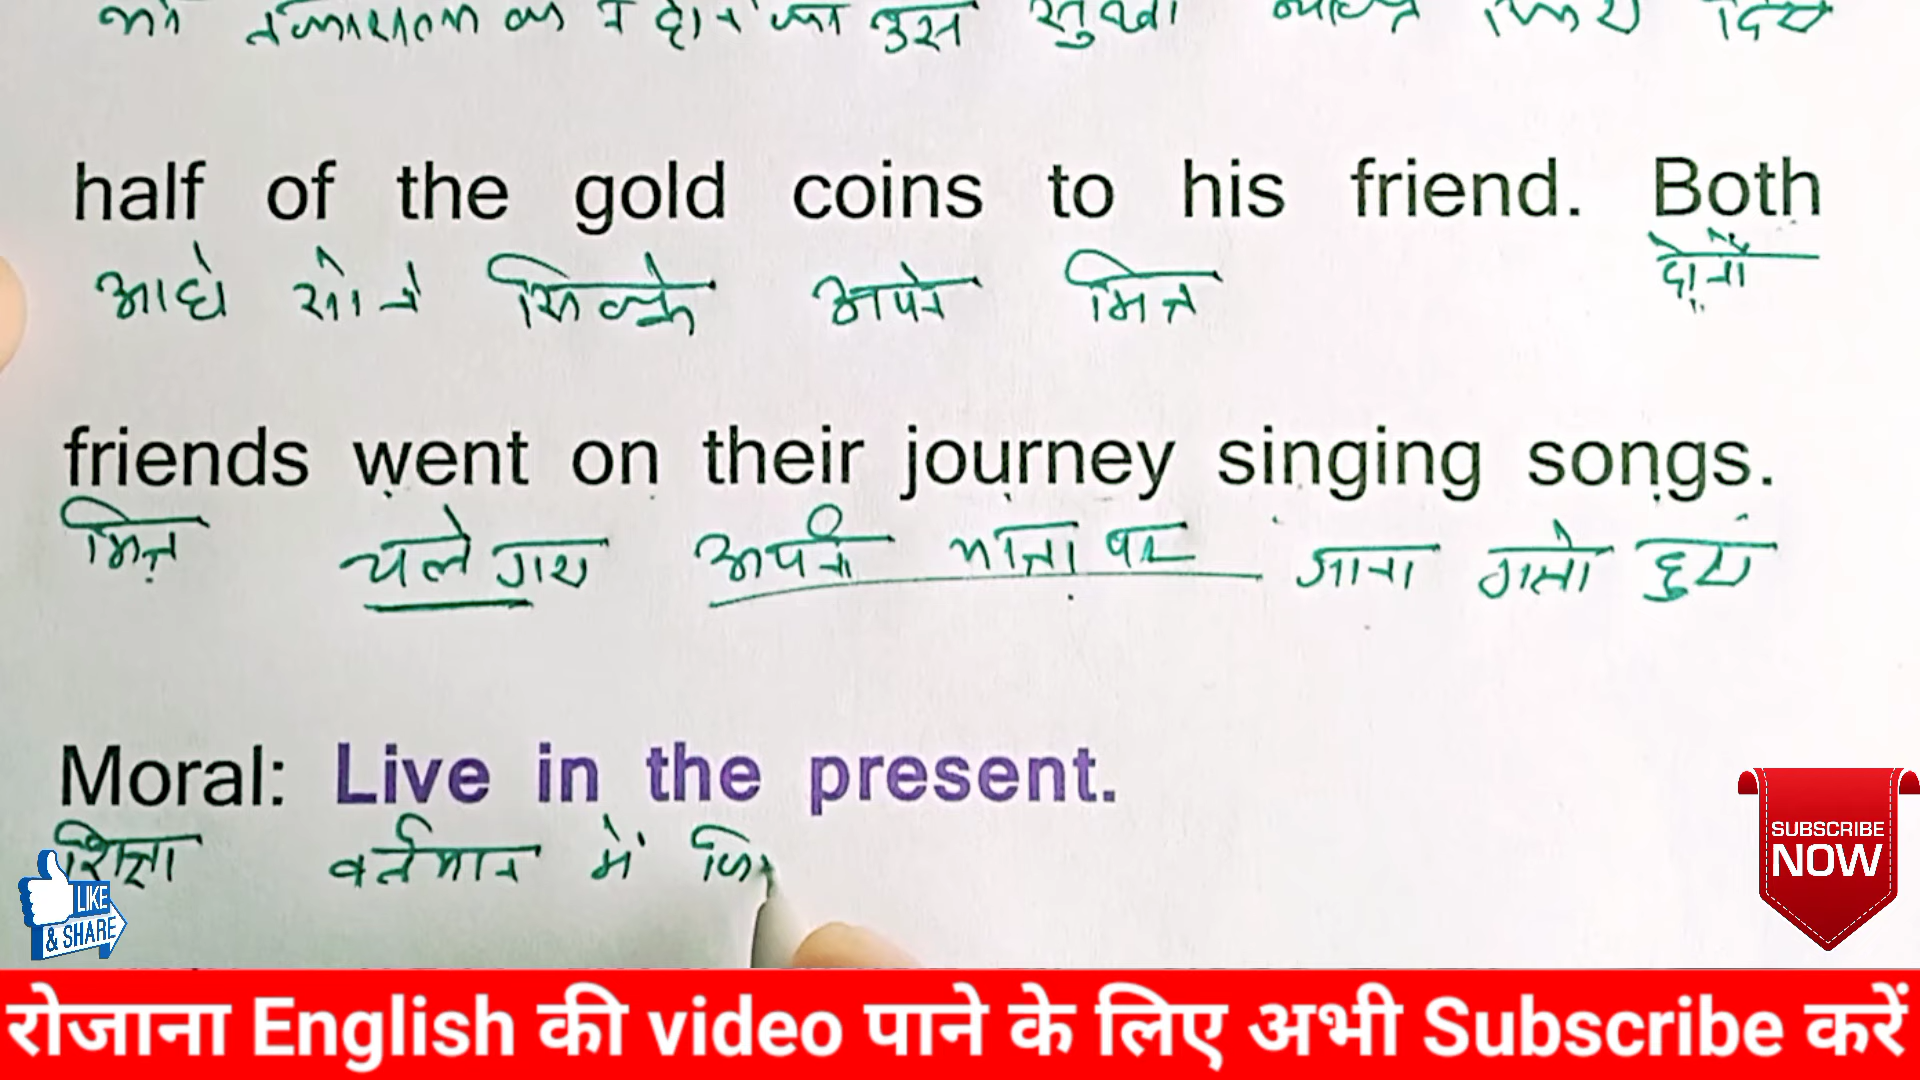 half of the gold coins to his friend. Both
आधे सोने सिक्के अपने मित्र दोनों
friends went on their journey singing songs.
मित्र चले गए अपनी यात्रा पर गाना गाते हुए
Moral: Live in the present.
शिक्षा वर्तमान में
LIKE
& SHARE
SUBSCRIBE
NOW
रोजाना English की video पाने के लिए अभी Subscribe करें